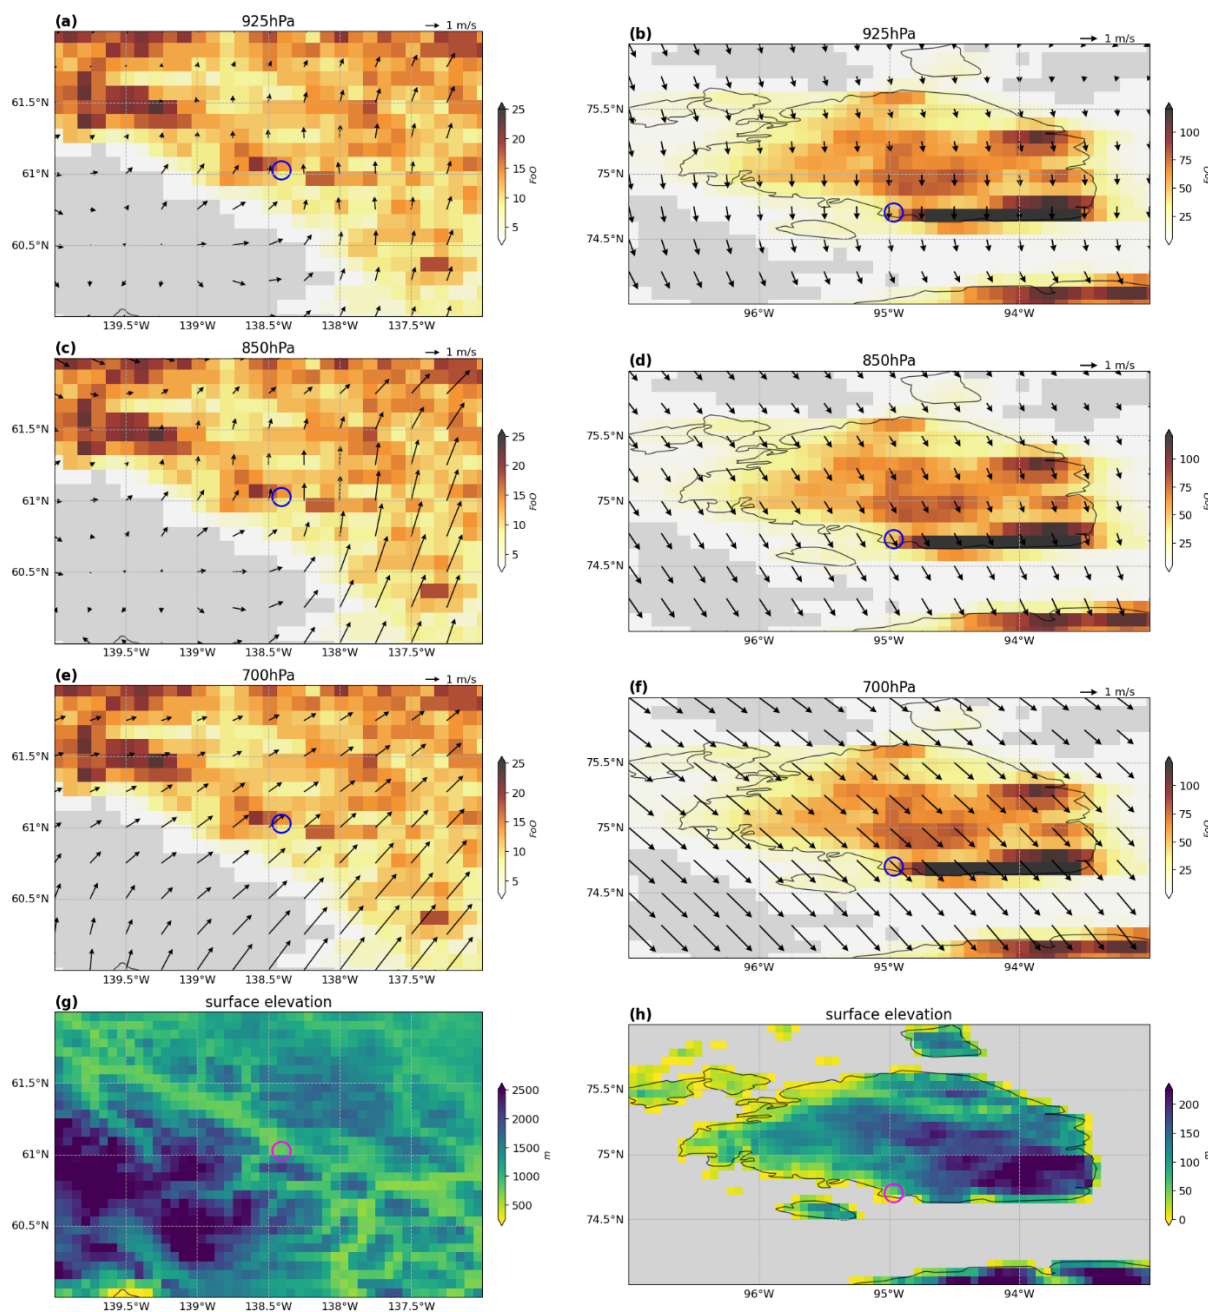 (a) 925hPa → 1 m/s
61.5°N
61°N
60.5°N
139.5°W 139°W 138.5°W 138°W 137.5°W
25
20
15
10
5
FoO
(b) 925hPa → 1 m/s
75.5°N
75°N
74.5°N
96°W 95°W 94°W
100
75
50
25
FoO
(c) 850hPa → 1 m/s
61.5°N
61°N
60.5°N
139.5°W 139°W 138.5°W 138°W 137.5°W
25
20
15
10
5
FoO
(d) 850hPa → 1 m/s
75.5°N
75°N
74.5°N
96°W 95°W 94°W
100
75
50
25
FoO
(e) 700hPa → 1 m/s
61.5°N
61°N
60.5°N
139.5°W 139°W 138.5°W 138°W 137.5°W
25
20
15
10
5
FoO
(f) 700hPa → 1 m/s
75.5°N
75°N
74.5°N
96°W 95°W 94°W
100
75
50
25
FoO
(g) surface elevation
61.5°N
61°N
60.5°N
139.5°W 139°W 138.5°W 138°W 137.5°W
2500
2000
1500
1000
500
m
(h) surface elevation
75.5°N
75°N
74.5°N
96°W 95°W 94°W
200
150
100
50
0
m